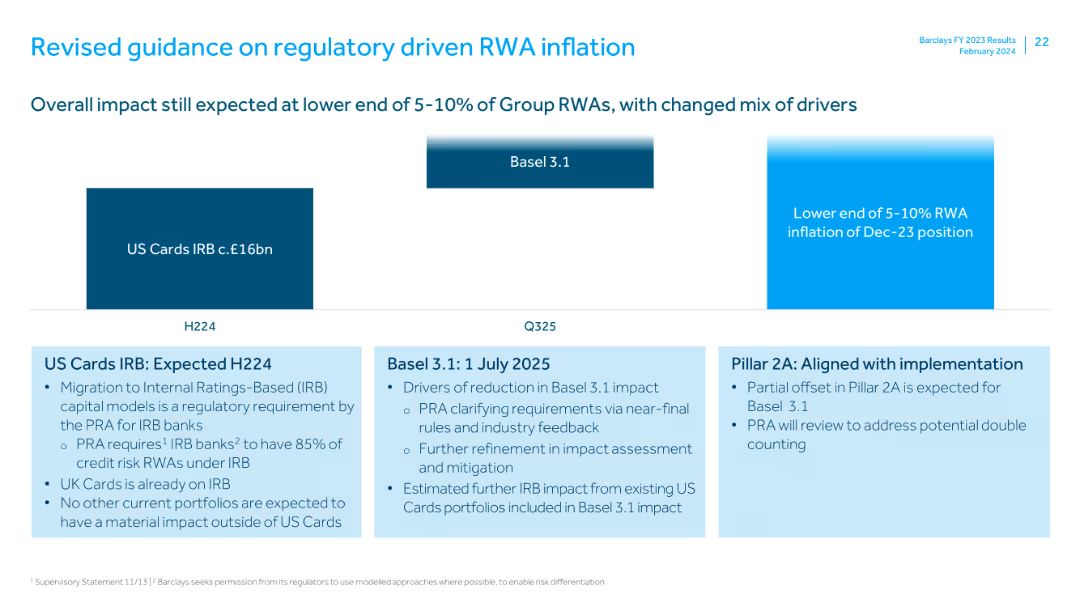 Revised guidance on regulatory driven RWA inflation
Barclays FY 2023 Results
February 2024
22
Overall impact still expected at lower end of 5-10% of Group RWAs, with changed mix of drivers
US Cards IRB c.£16bn
Basel 3.1
Lower end of 5-10% RWA
inflation of Dec-23 position
H224
Q325
US Cards IRB: Expected H224
• Migration to Internal Ratings-Based (IRB)
capital models is a regulatory requirement by
the PRA for IRB banks
o PRA requires¹ IRB banks² to have 85% of
credit risk RWAs under IRB
• UK Cards is already on IRB
• No other current portfolios are expected to
have a material impact outside of US Cards
Basel 3.1: 1 July 2025
• Drivers of reduction in Basel 3.1 impact
o PRA clarifying requirements via near-final
rules and industry feedback
o Further refinement in impact assessment
and mitigation
• Estimated further IRB impact from existing US
Cards portfolios included in Basel 3.1 impact
Pillar 2A: Aligned with implementation
• Partial offset in Pillar 2A is expected for
Basel 3.1
• PRA will review to address potential double
counting
¹ Supervisory Statement 11/13 | ² Barclays seeks permission from its regulators to use modelled approaches where possible, to enable risk differentiation